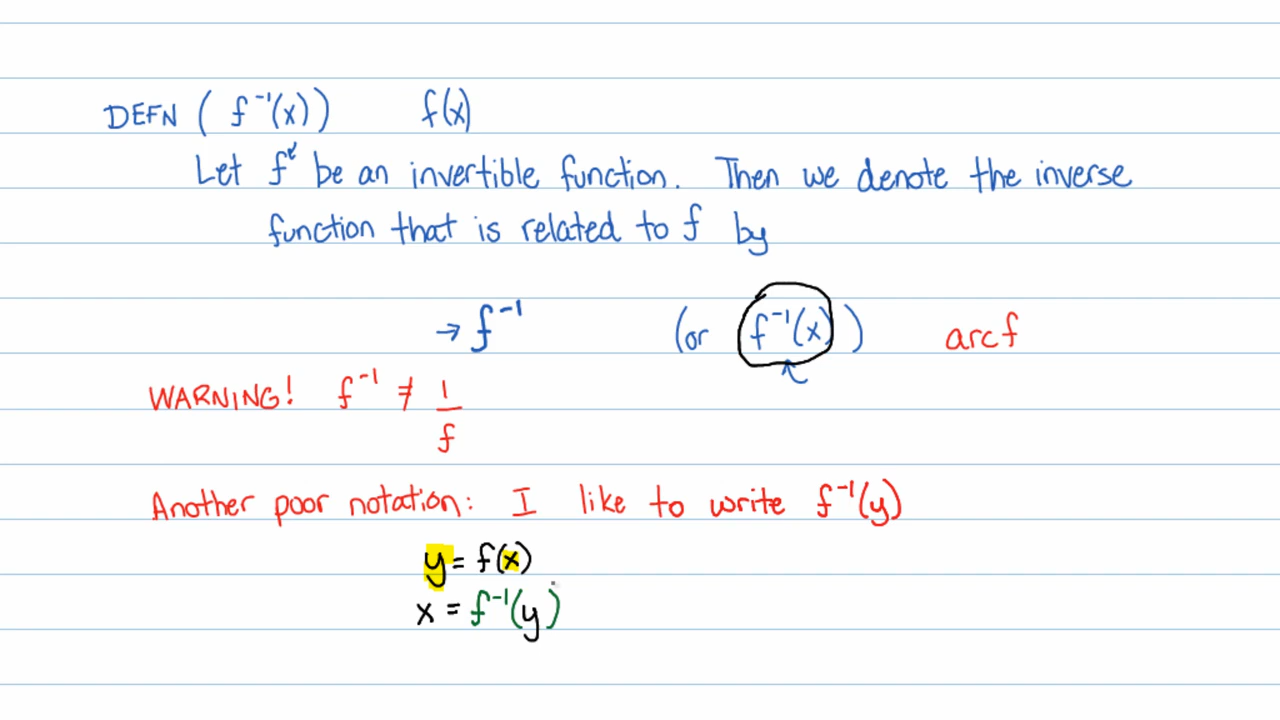 DEFN ( f⁻¹(x) ) f(x)
Let f be an invertible function. Then we denote the inverse
function that is related to f by
→ f⁻¹ (or f⁻¹(x) ) arcf
WARNING! f⁻¹ ≠ 1/f
Another poor notation: I like to write f⁻¹(y)
y = f(x)
x = f⁻¹(y)